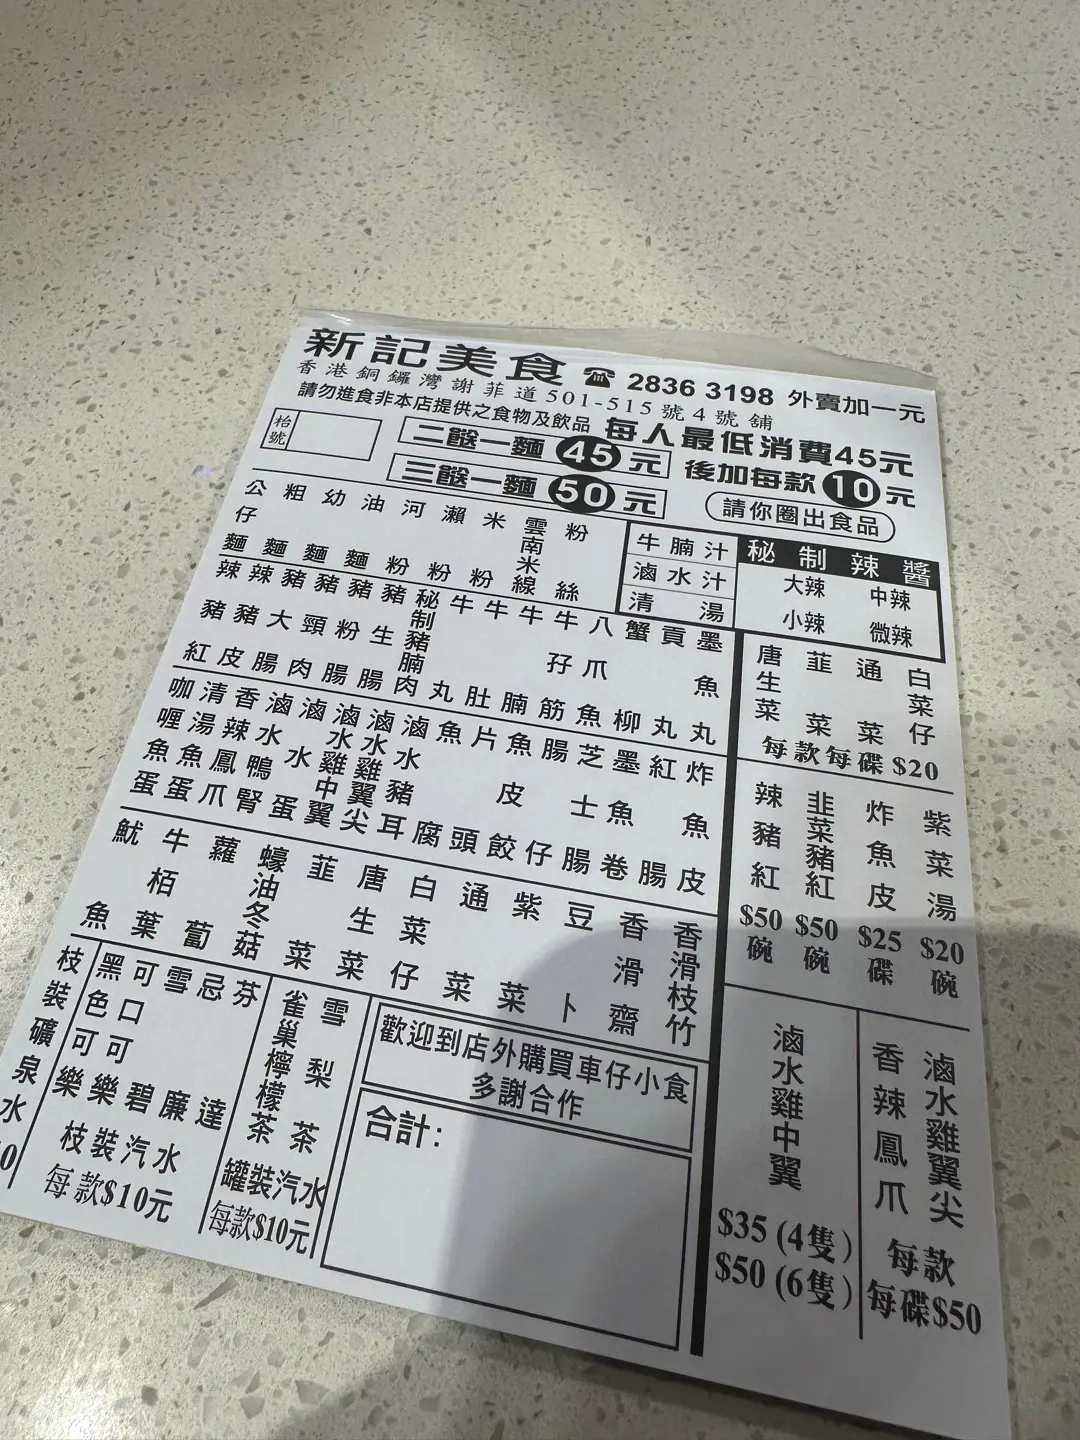 新記美食
☎ 2836 3198 外賣加一元
香港銅鑼灣謝菲道501-515號4號舖
請勿進食非本店提供之食物及飲品
每人最低消費45元
枱號
二餸一麵 45 元
三餸一麵 50 元
後加每款 10 元
請你圈出食品
公仔麵
粗麵
幼麵
油麵
河粉
瀨粉
米粉
雲南米線
粉絲
牛腩汁
滷水汁
清湯
秘制辣醬
大辣 中辣
小辣 微辣
辣豬紅
辣豬皮
豬大腸
豬頸肉
豬粉腸
豬生腸
秘制豬腩肉
牛丸
牛肚
牛腩
牛孖筋
八爪魚
蟹柳
貢丸
墨魚丸
咖喱魚蛋
清湯魚蛋
香辣鳳爪
滷水鴨腎
滷水蛋
滷水雞中翼
滷水雞翼尖
滷水豬耳
魚腐
片頭
魚皮餃
腸仔
芝士腸
墨魚卷
紅腸
炸魚皮
魷魚
牛栢葉
蘿蔔
蠔油冬菇
韮菜
唐生菜
白菜仔
通菜
紫菜
豆卜
香滑齋
香滑枝竹
唐生菜
韮菜
通菜
白菜仔
每款每碟 $20
辣豬紅 $50 碗
韭菜豬紅 $50 碗
炸魚皮 $25 碟
紫菜湯 $20 碗
滷水雞中翼
$35 (4隻)
$50 (6隻)
香辣鳳爪
滷水雞翼尖
每款
每碟$50
枝裝礦泉水
黑色可樂
可口可樂
雪碧
忌廉
芬達
枝裝汽水
每款$10元
雀巢檸檬茶
雪梨茶
罐裝汽水
每款$10元
歡迎到店外購買車仔小食
多謝合作
合計: